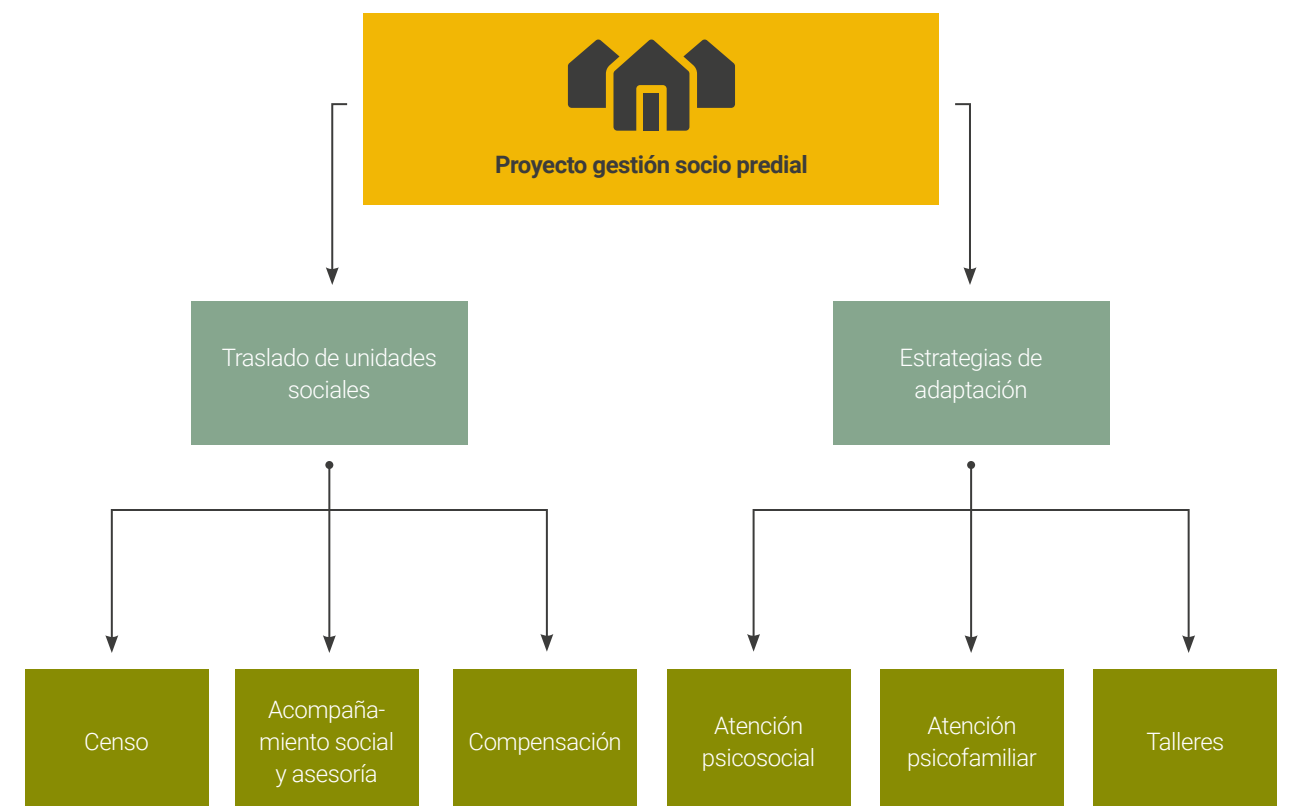 Proyecto gestión socio predial
Traslado de unidades
sociales
Estrategias de
adaptación
Censo
Acompaña-
miento social
y asesoría
Compensación
Atención
psicosocial
Atención
psicofamiliar
Talleres